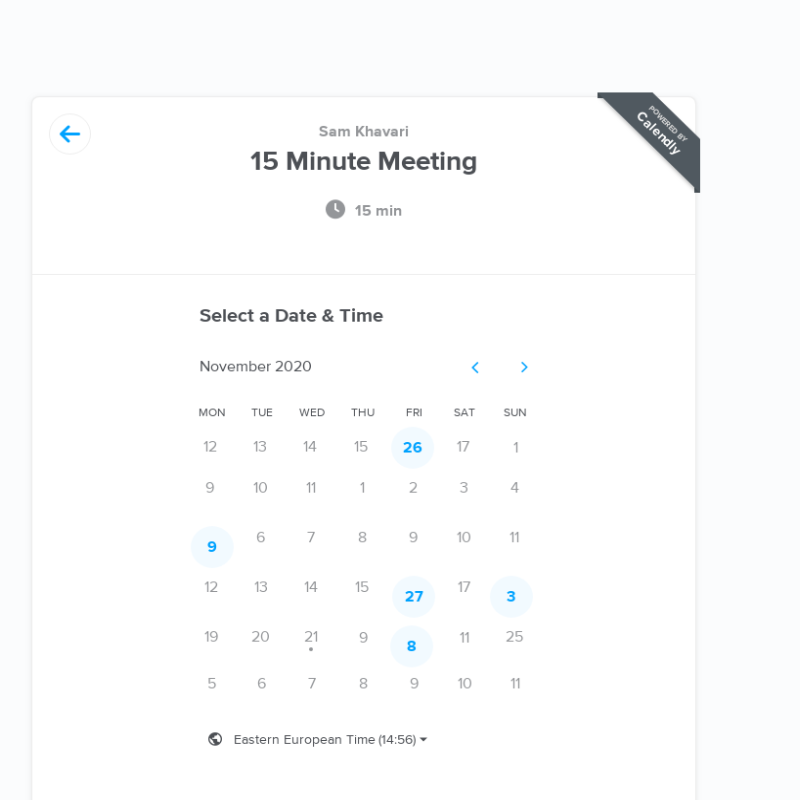 POWERED BY
Calendly
Sam Khavari
15 Minute Meeting
15 min
Select a Date & Time
November 2020
MON TUE WED THU FRI SAT SUN
12 13 14 15 26 17 1
9 10 11 1 2 3 4
9 6 7 8 9 10 11
12 13 14 15 27 17 3
19 20 21 9 8 11 25
5 6 7 8 9 10 11
Eastern European Time (14:56)